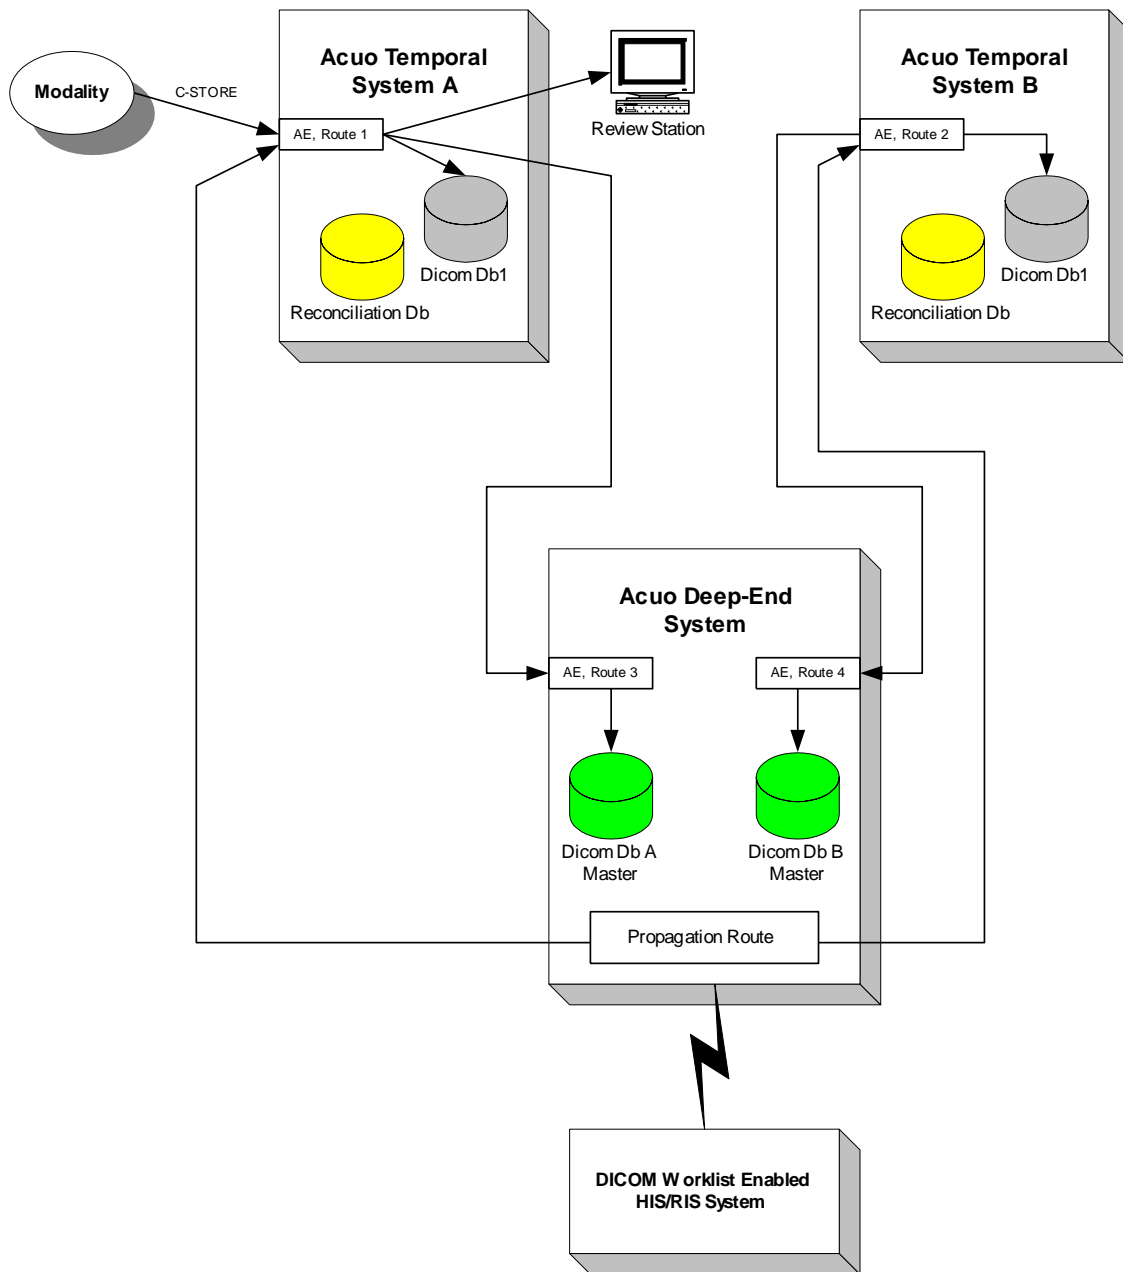 Acuo Temporal
System A
Acuo Temporal
System B
Modality
C-STORE
AE, Route 1
Review Station
AE, Route 2
Dicom Db1
Reconciliation Db
Dicom Db1
Reconciliation Db
Acuo Deep-End
System
AE, Route 3
AE, Route 4
Dicom Db A
Master
Dicom Db B
Master
Propagation Route
DICOM Worklist Enabled
HIS/RIS System